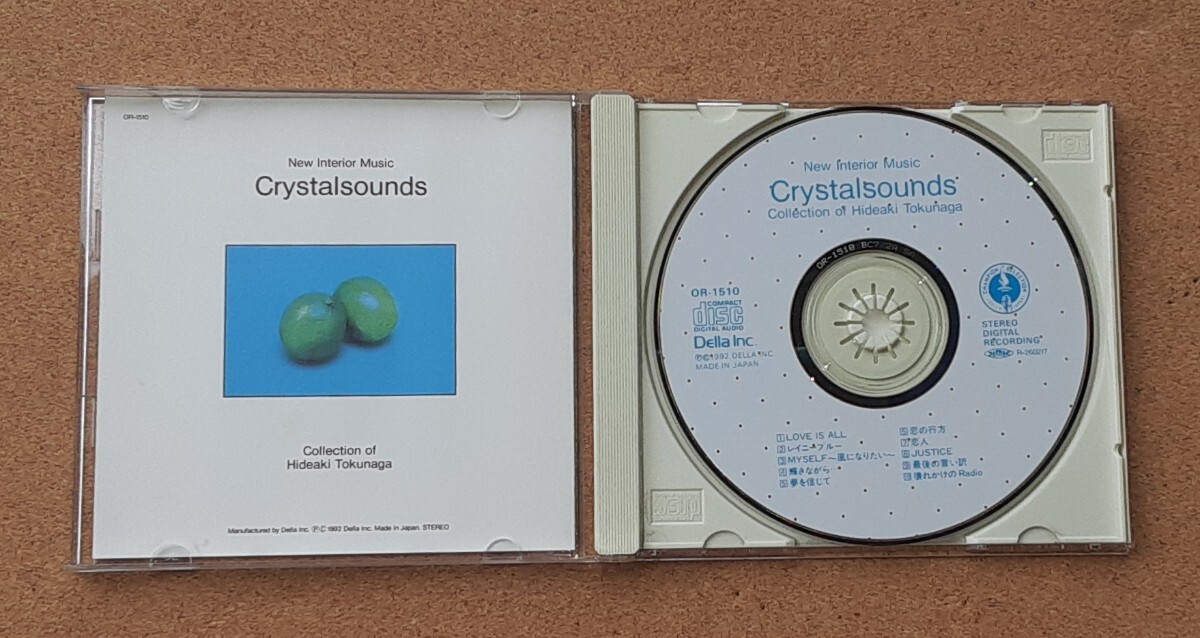 OR-1510
New Interior Music
Crystalsounds
Collection of
Hideaki Tokunaga
Manufactured by Della Inc. ℗© 1992 Della Inc. Made in Japan. STEREO
New Interior Music
Crystalsounds
Collection of Hideaki Tokunaga
OR-1510
COMPACT
disc
DIGITAL AUDIO
Della Inc.
℗©1992 DELLA INC.
MADE IN JAPAN
STEREO
DIGITAL
RECORDING
R-260217
1 LOVE IS ALL
2 レイニーブルー
3 MYSELF〜風になりたい〜
4 輝きながら
5 夢を信じて
恋の行方
7 恋人
JUSTICE
9 最後の言い訳
10 壊れかけのRadio
disc
disc